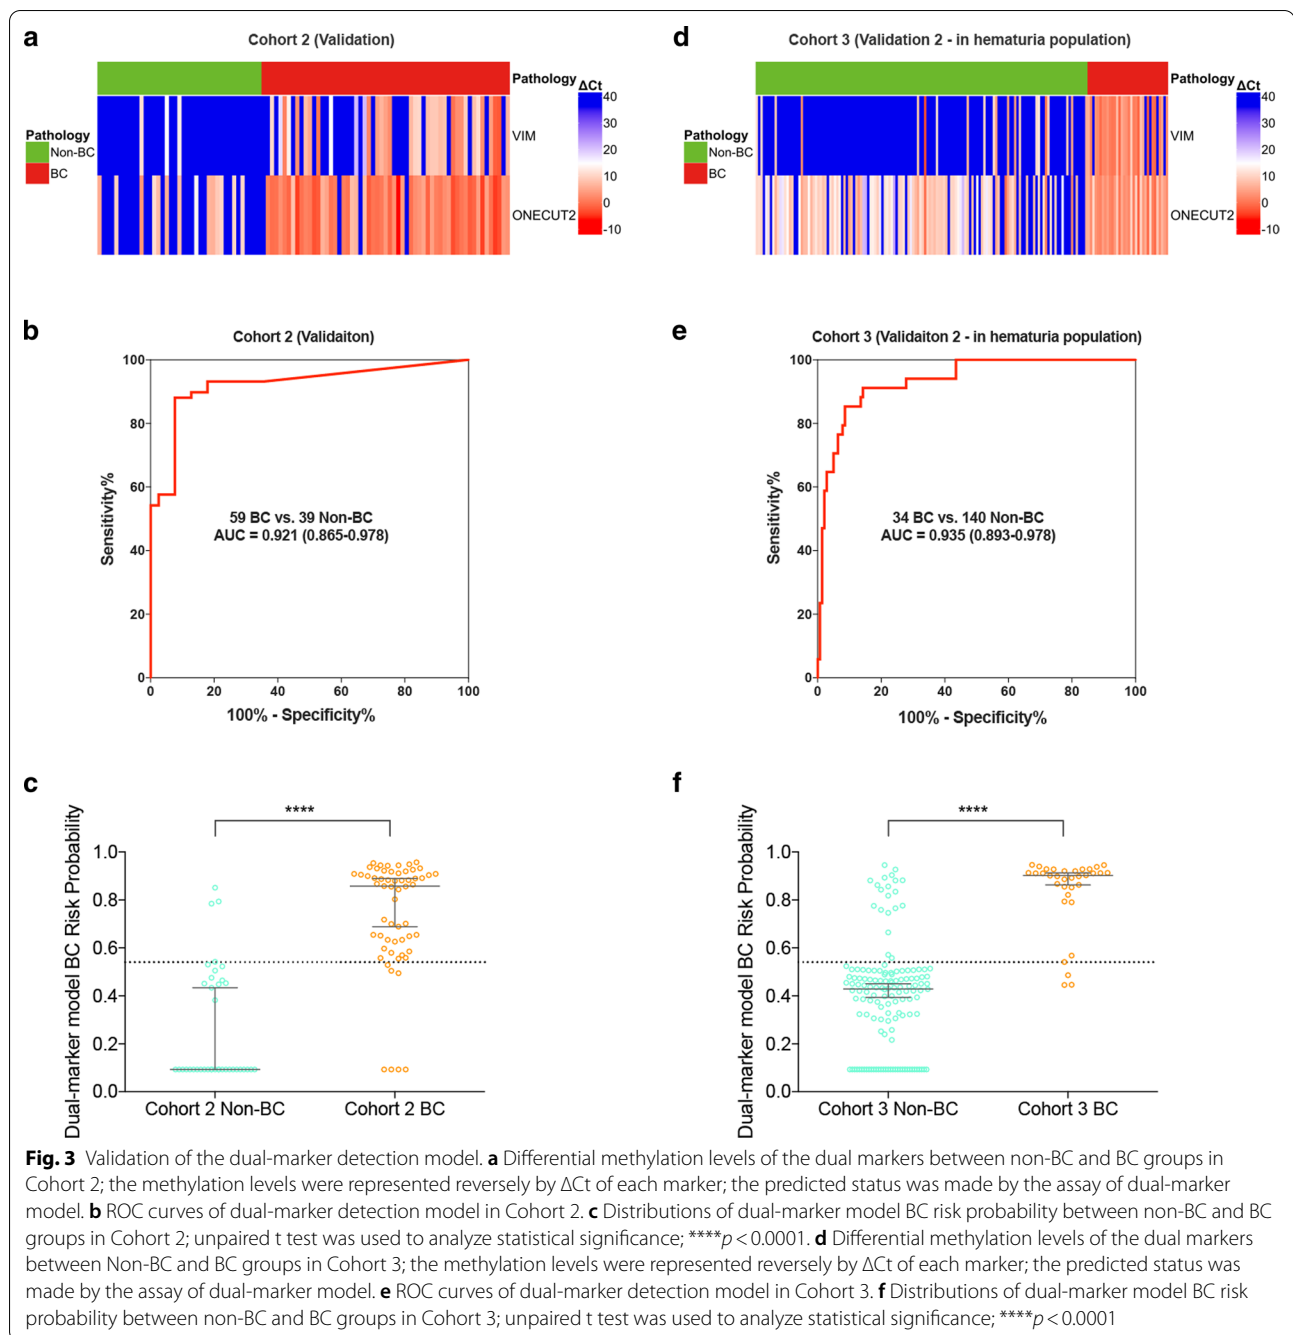 a
Cohort 2 (Validation)
Pathology
ΔCt
40
30
20
10
0
-10
VIM
ONECUT2
Pathology
Non-BC
BC
d
Cohort 3 (Validation 2 - in hematuria population)
Pathology
ΔCt
40
30
20
10
0
-10
VIM
ONECUT2
Pathology
Non-BC
BC
b
Cohort 2 (Validaiton)
100
80
60
40
20
0
Sensitivity%
59 BC vs. 39 Non-BC
AUC = 0.921 (0.865-0.978)
0 20 40 60 80 100
100% - Specificity%
e
Cohort 3 (Validaiton 2 - in hematuria population)
100
80
60
40
20
0
Sensitivity%
34 BC vs. 140 Non-BC
AUC = 0.935 (0.893-0.978)
0 20 40 60 80 100
100% - Specificity%
c
Dual-marker model BC Risk Probability
****
1.0
0.8
0.6
0.4
0.2
0.0
Cohort 2 Non-BC Cohort 2 BC
f
Dual-marker model BC Risk Probability
****
1.0
0.8
0.6
0.4
0.2
0.0
Cohort 3 Non-BC Cohort 3 BC
Fig. 3 Validation of the dual-marker detection model. a Differential methylation levels of the dual markers between non-BC and BC groups in
Cohort 2; the methylation levels were represented reversely by ΔCt of each marker; the predicted status was made by the assay of dual-marker
model. b ROC curves of dual-marker detection model in Cohort 2. c Distributions of dual-marker model BC risk probability between non-BC and BC
groups in Cohort 2; unpaired t test was used to analyze statistical significance; ****p < 0.0001. d Differential methylation levels of the dual markers
between Non-BC and BC groups in Cohort 3; the methylation levels were represented reversely by ΔCt of each marker; the predicted status was
made by the assay of dual-marker model. e ROC curves of dual-marker detection model in Cohort 3. f Distributions of dual-marker model BC risk
probability between non-BC and BC groups in Cohort 3; unpaired t test was used to analyze statistical significance; ****p < 0.0001